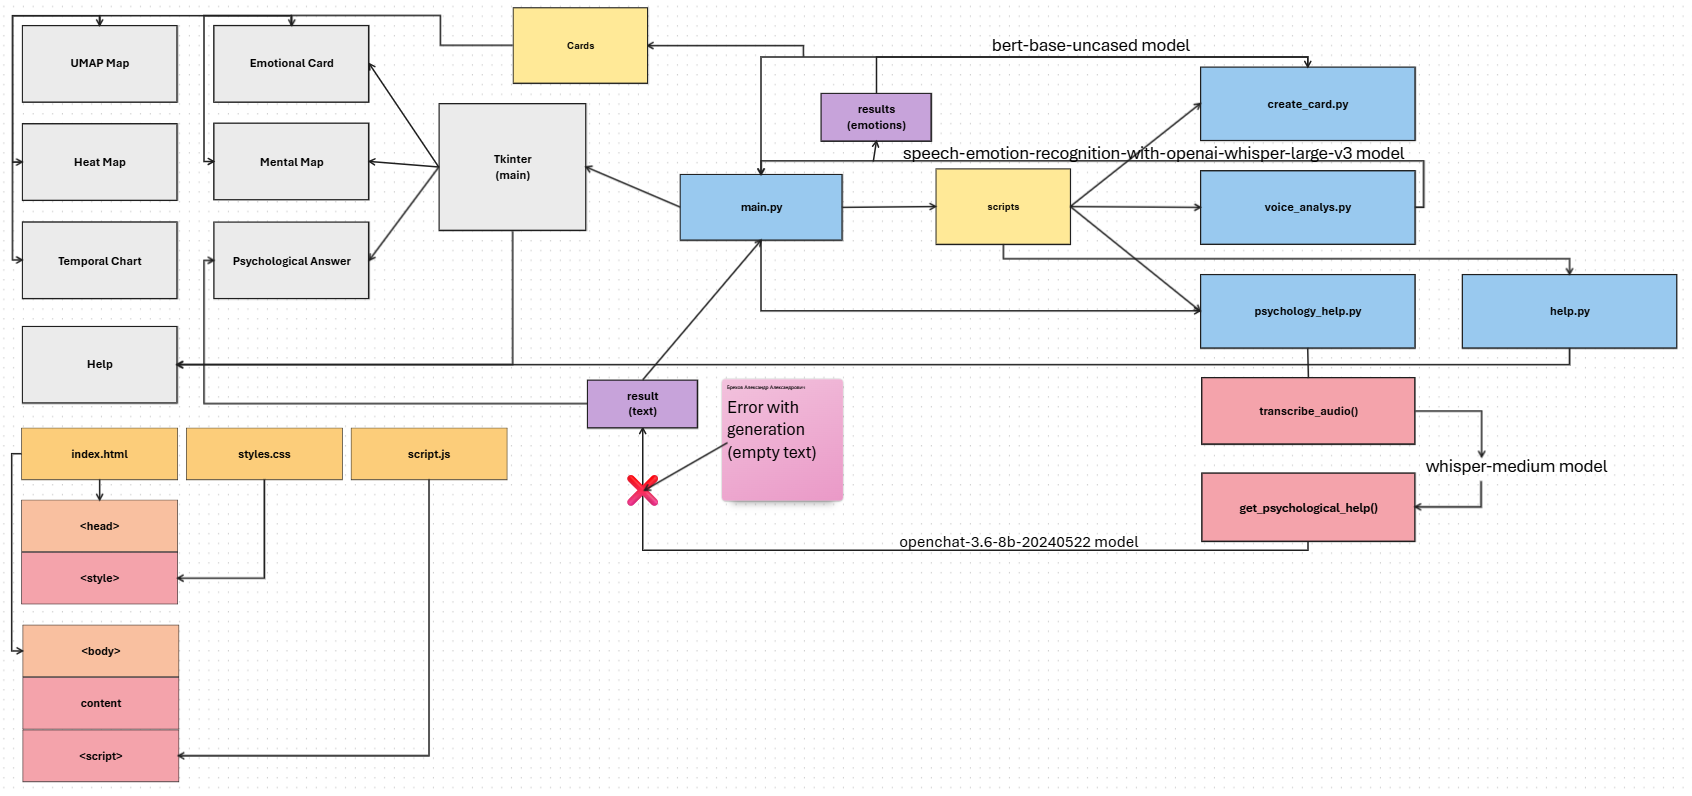 Cards
bert-base-uncased model
UMAP Map
Emotional Card
create_card.py
results
(emotions)
Tkinter
(main)
speech-emotion-recognition-with-openai-whisper-large-v3 model
Heat Map
Mental Map
main.py
scripts
voice_analys.py
Temporal Chart
Psychological Answer
psychology_help.py
help.py
Help
result
(text)
Брехов Александр Александрович
Error with
generation
(empty text)
transcribe_audio()
whisper-medium model
get_psychological_help()
openchat-3.6-8b-20240522 model
index.html
styles.css
script.js
<head>
<style>
<body>
content
<script>